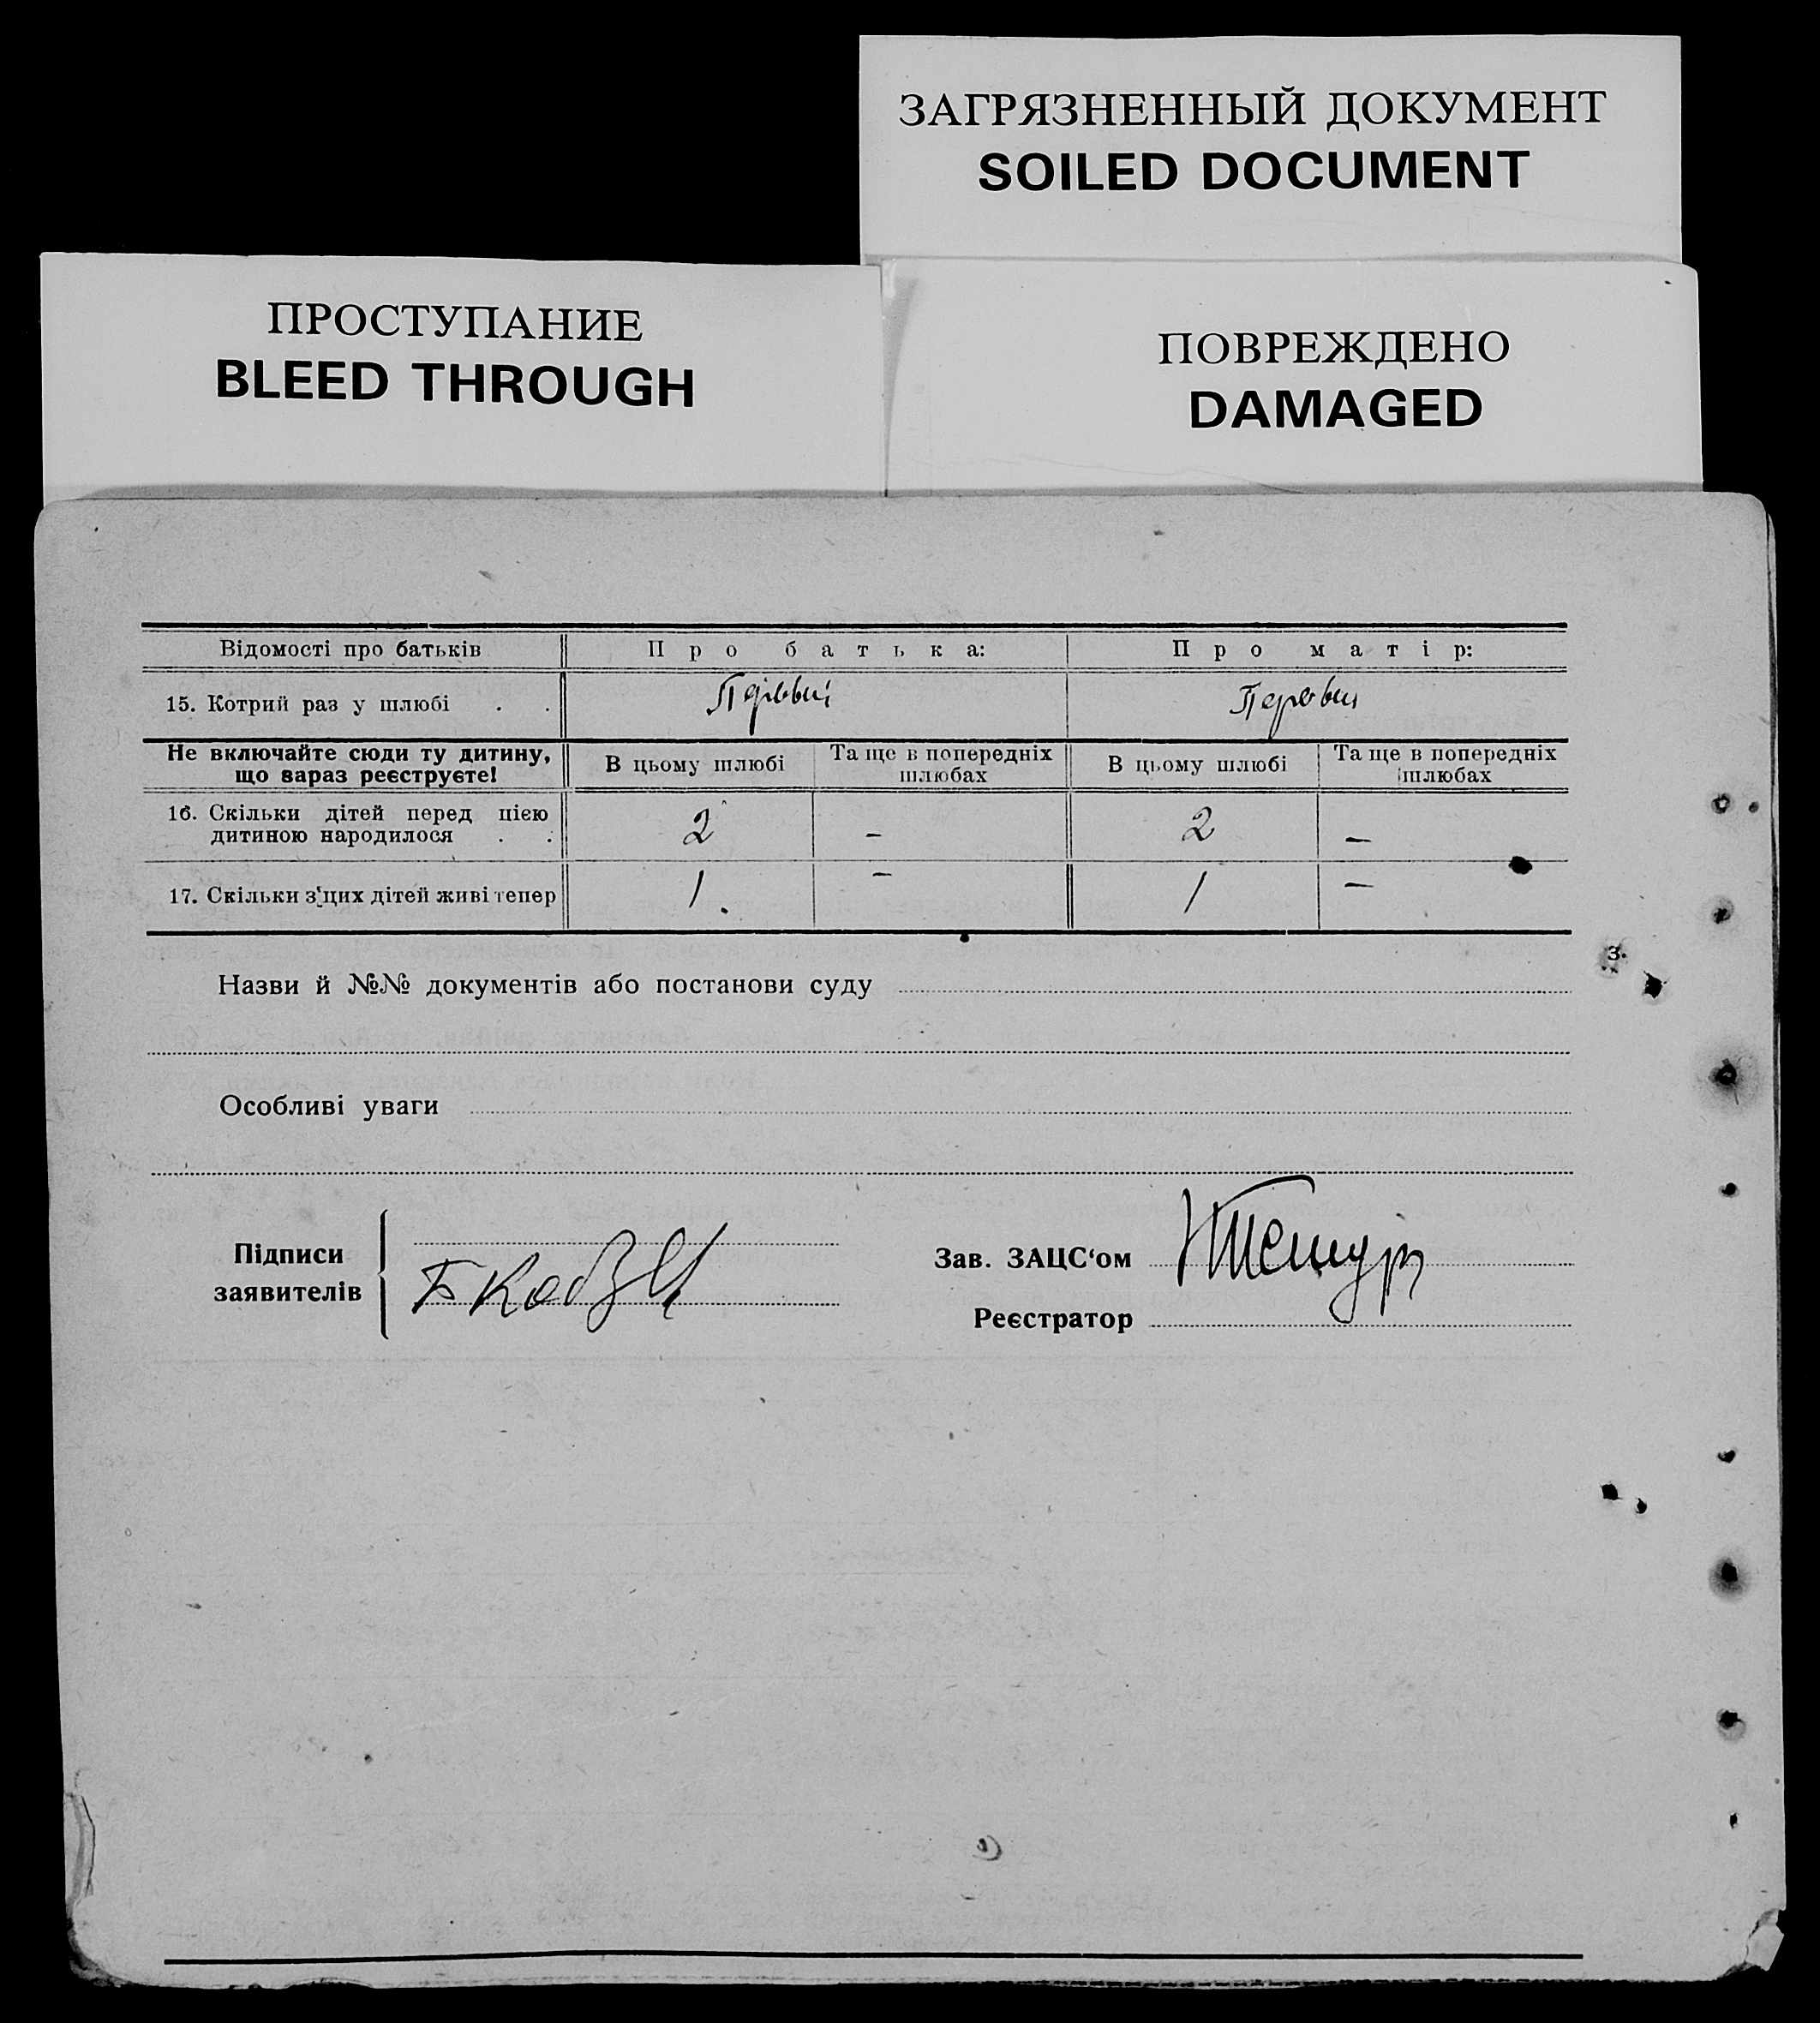 ЗАГРЯЗНЕННЫЙ ДОКУМЕНТ
SOILED DOCUMENT
ПРОСТУПАНИЕ
BLEED THROUGH
ПОВРЕЖДЕНО
DAMAGED
Відомості про батьків Про батька: Про матір:
15. Котрий раз у шлюбі . . Первый Первый
Не включайте сюди ту дитину, що вараз реєструєте! В цьому шлюбі Та ще в попередніх шлюбах В цьому шлюбі Та ще в попередніх шлюбах
16. Скільки дітей перед цією дитиною народилося . . 2 – 2 –
17. Скільки з'цих дітей живі тепер 1. – 1 –
Назви й №№ документів або постанови суду
з.
Особливі уваги
Підписи заявителів
Зав. ЗАЦС'ом
Реєстратор